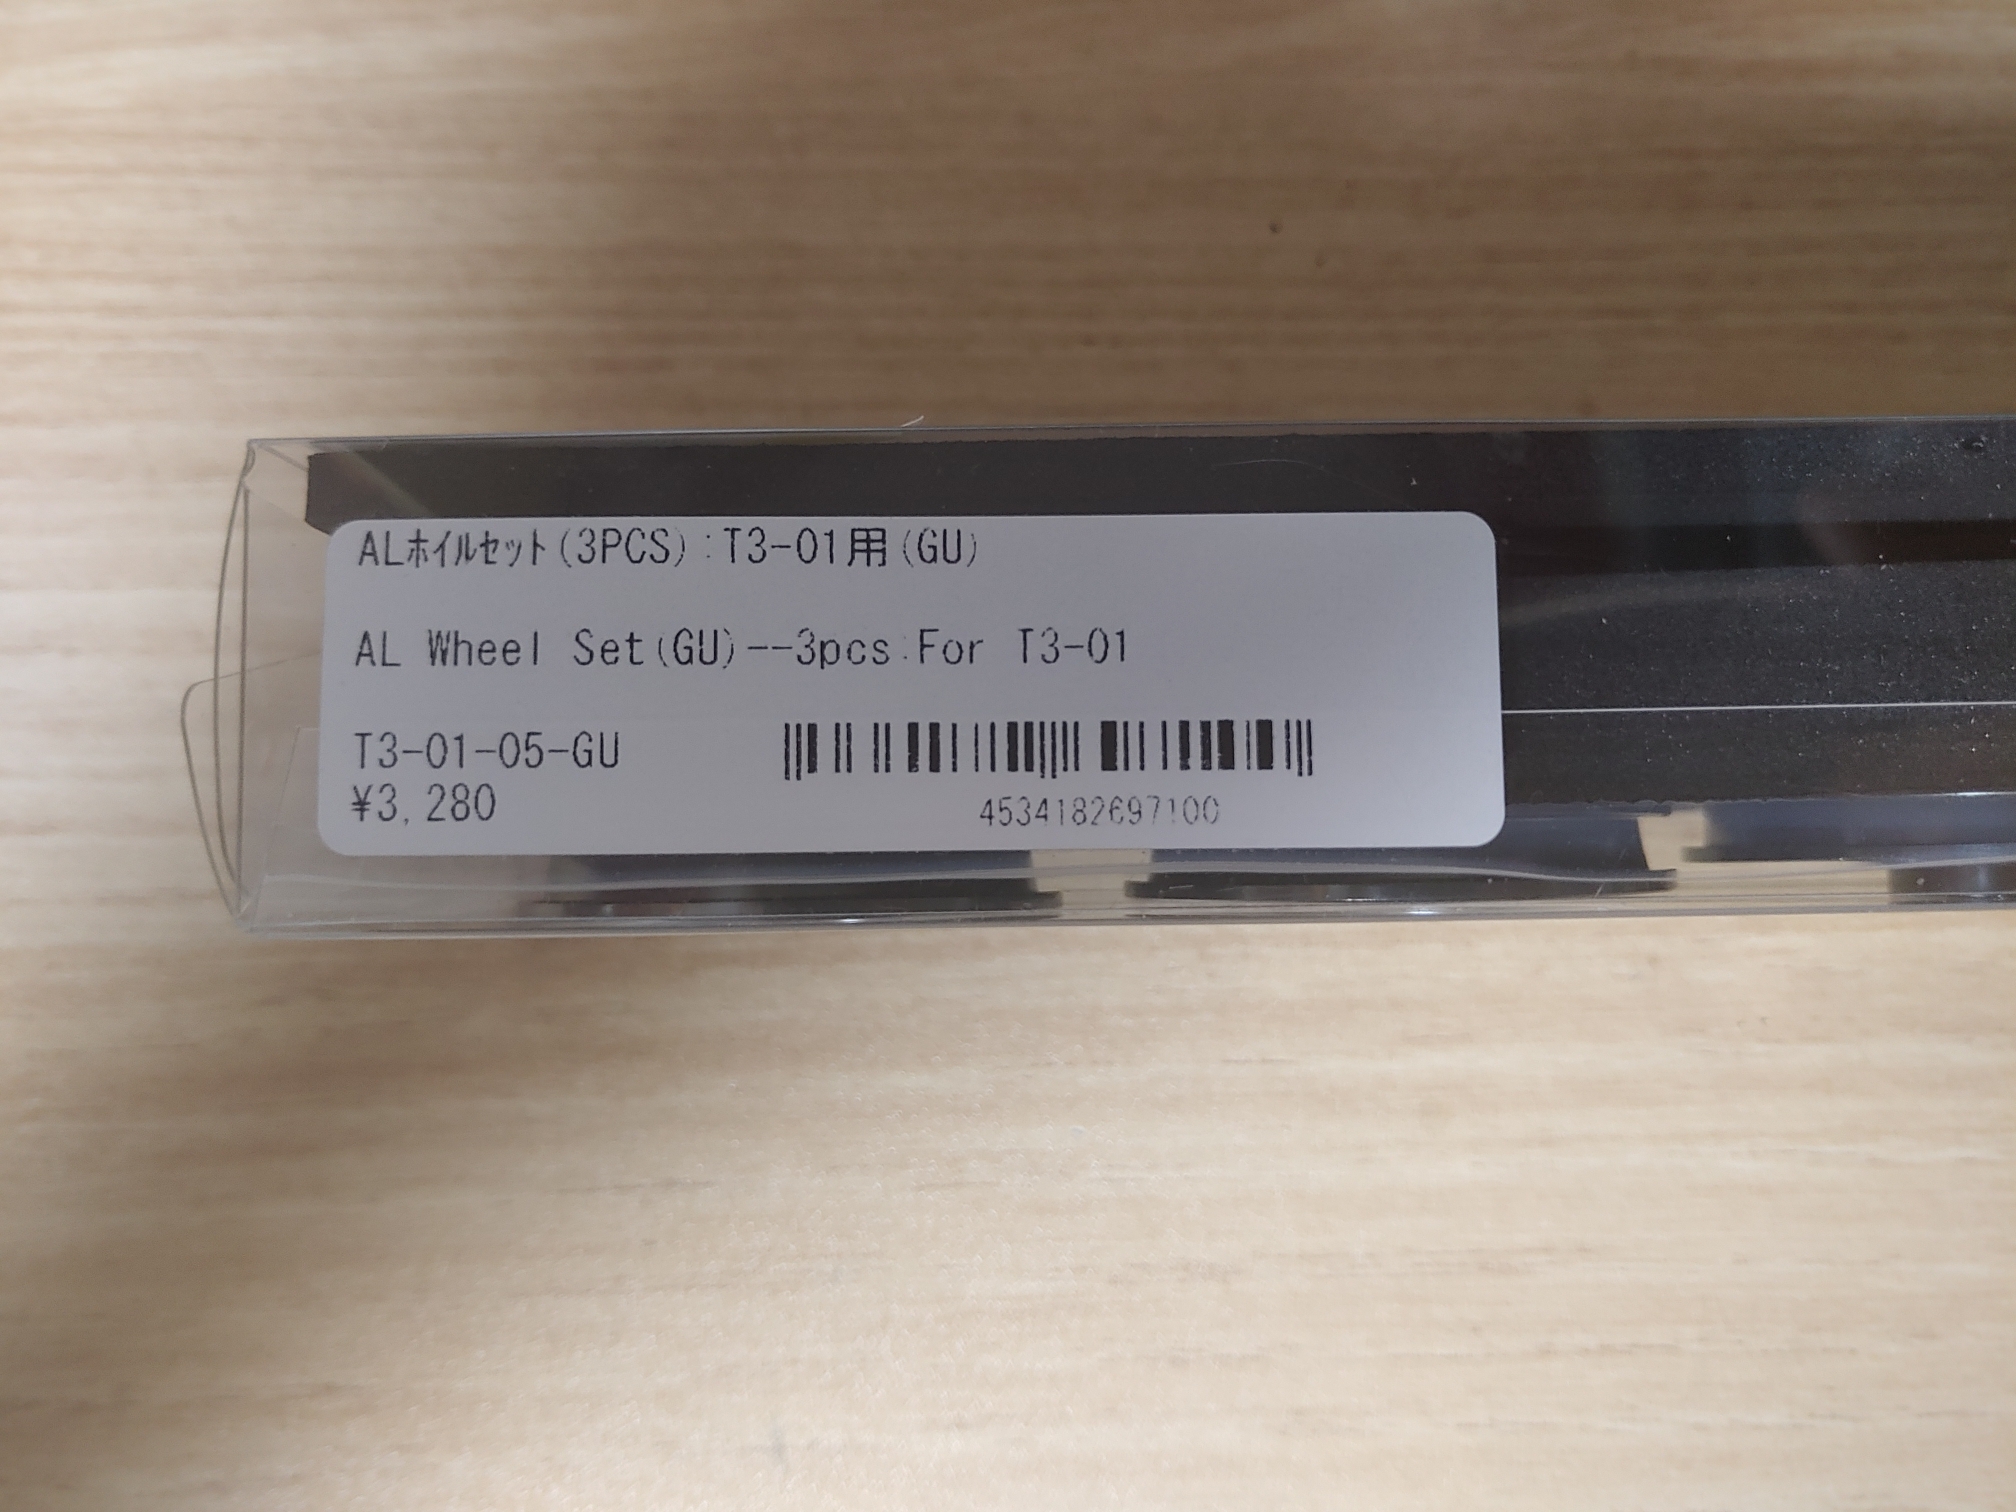 ALﾎｲﾙｾｯﾄ(3PCS):T3-01用(GU)
AL Wheel Set(GU)--3pcs:For T3-01
T3-01-05-GU
¥3,280
4534182697100